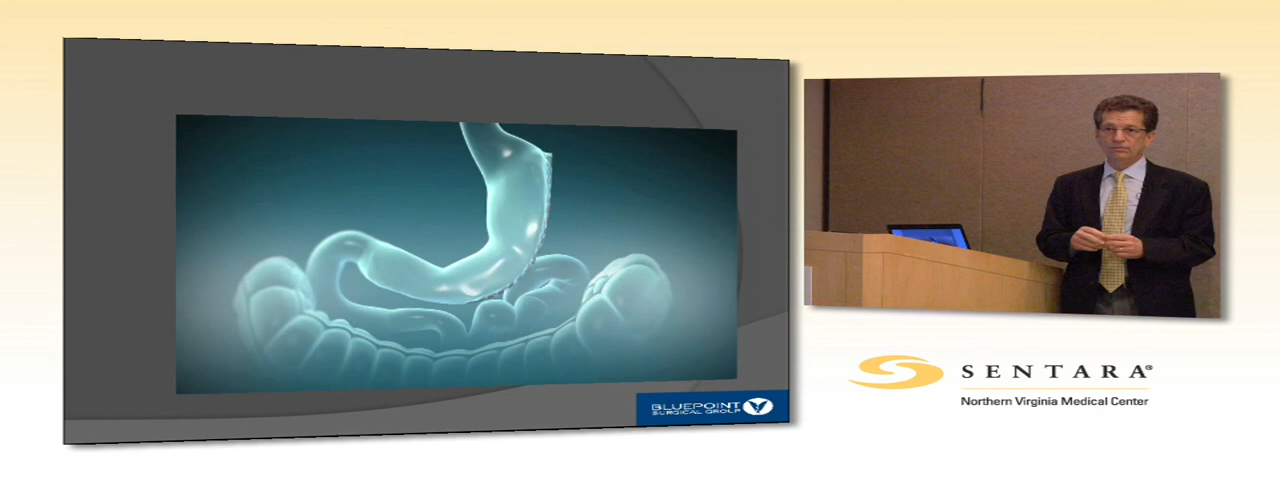 BLUEPOINT
SURGICAL GROUP
SENTARA®
Northern Virginia Medical Center